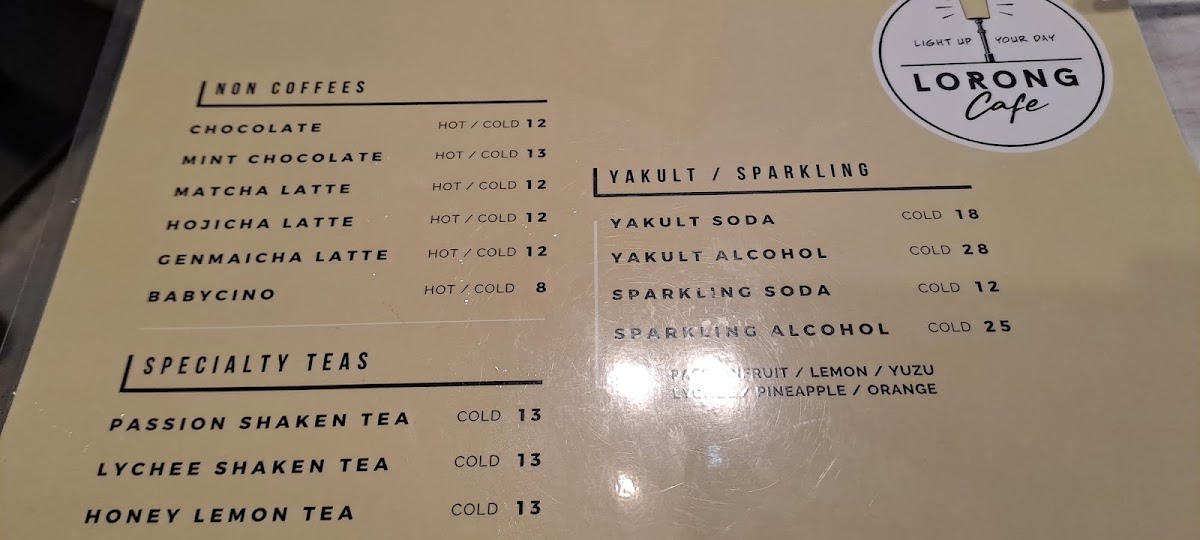 LIGHT UP YOUR DAY
LORONG
Cafe
NON COFFEES
CHOCOLATE HOT / COLD 12
MINT CHOCOLATE HOT / COLD 13
MATCHA LATTE HOT / COLD 12
HOJICHA LATTE HOT / COLD 12
GENMAICHA LATTE HOT / COLD 12
BABYCINO HOT / COLD 8
SPECIALTY TEAS
PASSION SHAKEN TEA COLD 13
LYCHEE SHAKEN TEA COLD 13
HONEY LEMON TEA COLD 13
YAKULT / SPARKLING
YAKULT SODA COLD 18
YAKULT ALCOHOL COLD 28
SPARKLING SODA COLD 12
SPARKLING ALCOHOL COLD 25
/ LEMON / YUZU
/ PINEAPPLE / ORANGE